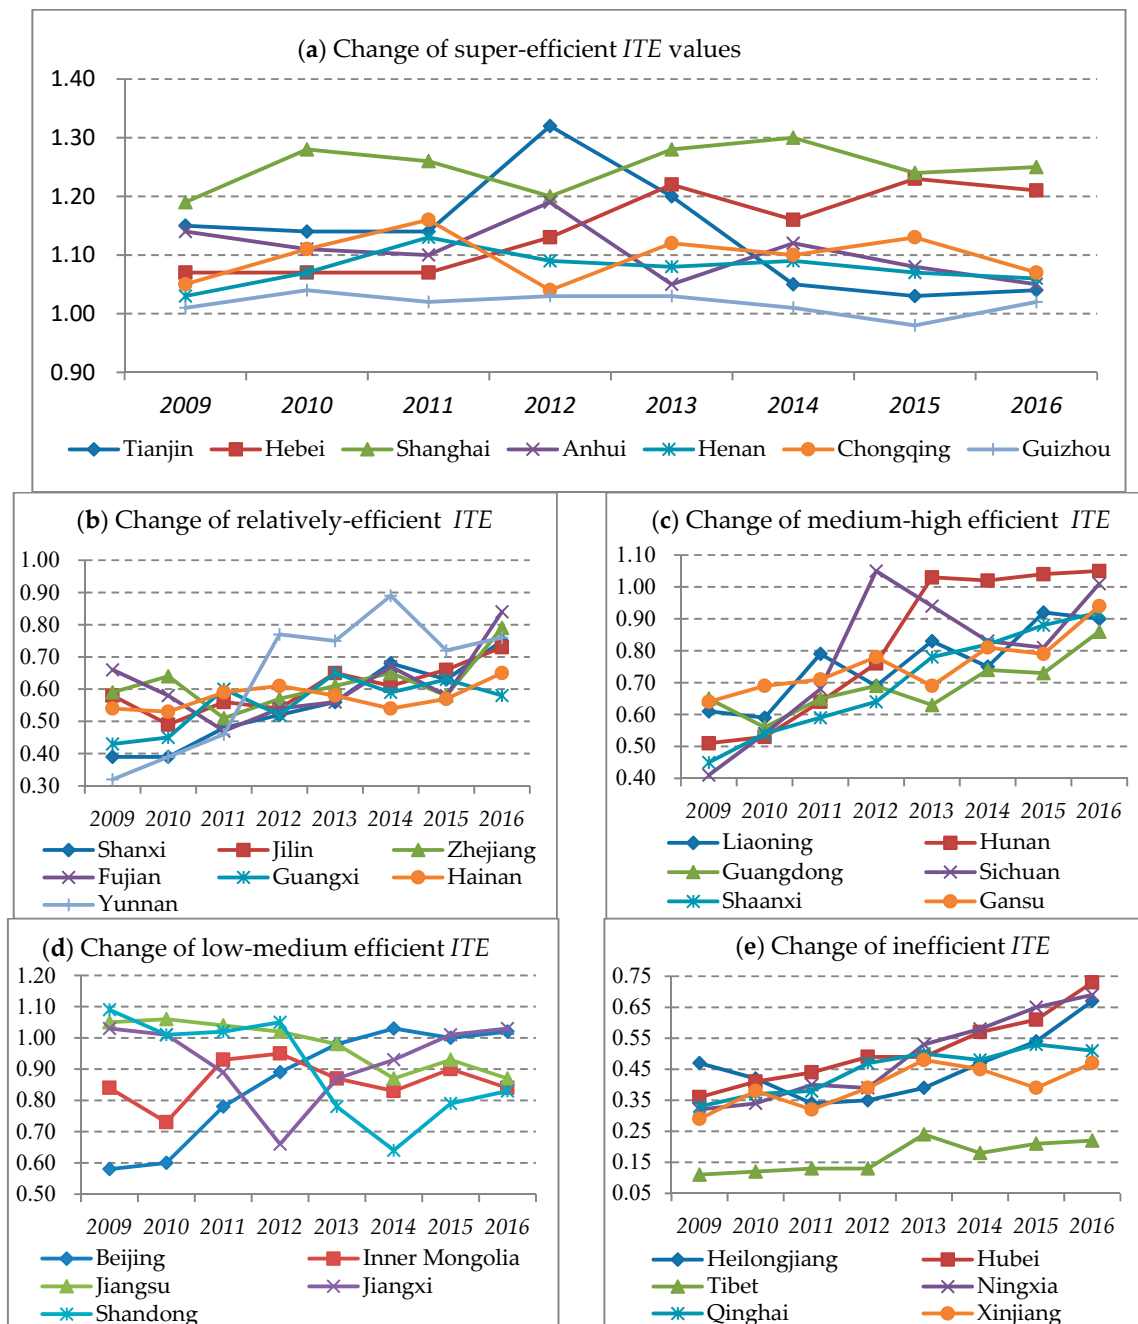 (a) Change of super-efficient ITE values
1.40
1.30
1.20
1.10
1.00
0.90
2009 2010 2011 2012 2013 2014 2015 2016
Tianjin Hebei Shanghai Anhui Henan Chongqing Guizhou
(b) Change of relatively-efficient ITE
1.00
0.90
0.80
0.70
0.60
0.50
0.40
0.30
2009 2010 2011 2012 2013 2014 2015 2016
Shanxi Jilin Zhejiang
Fujian Guangxi Hainan
Yunnan
(c) Change of medium-high efficient ITE
1.10
1.00
0.90
0.80
0.70
0.60
0.50
0.40
2009 2010 2011 2012 2013 2014 2015 2016
Liaoning Hunan
Guangdong Sichuan
Shaanxi Gansu
(d) Change of low-medium efficient ITE
1.20
1.10
1.00
0.90
0.80
0.70
0.60
0.50
2009 2010 2011 2012 2013 2014 2015 2016
Beijing Inner Mongolia
Jiangsu Jiangxi
Shandong
(e) Change of inefficient ITE
0.75
0.65
0.55
0.45
0.35
0.25
0.15
0.05
2009 2010 2011 2012 2013 2014 2015 2016
Heilongjiang Hubei
Tibet Ningxia
Qinghai Xinjiang